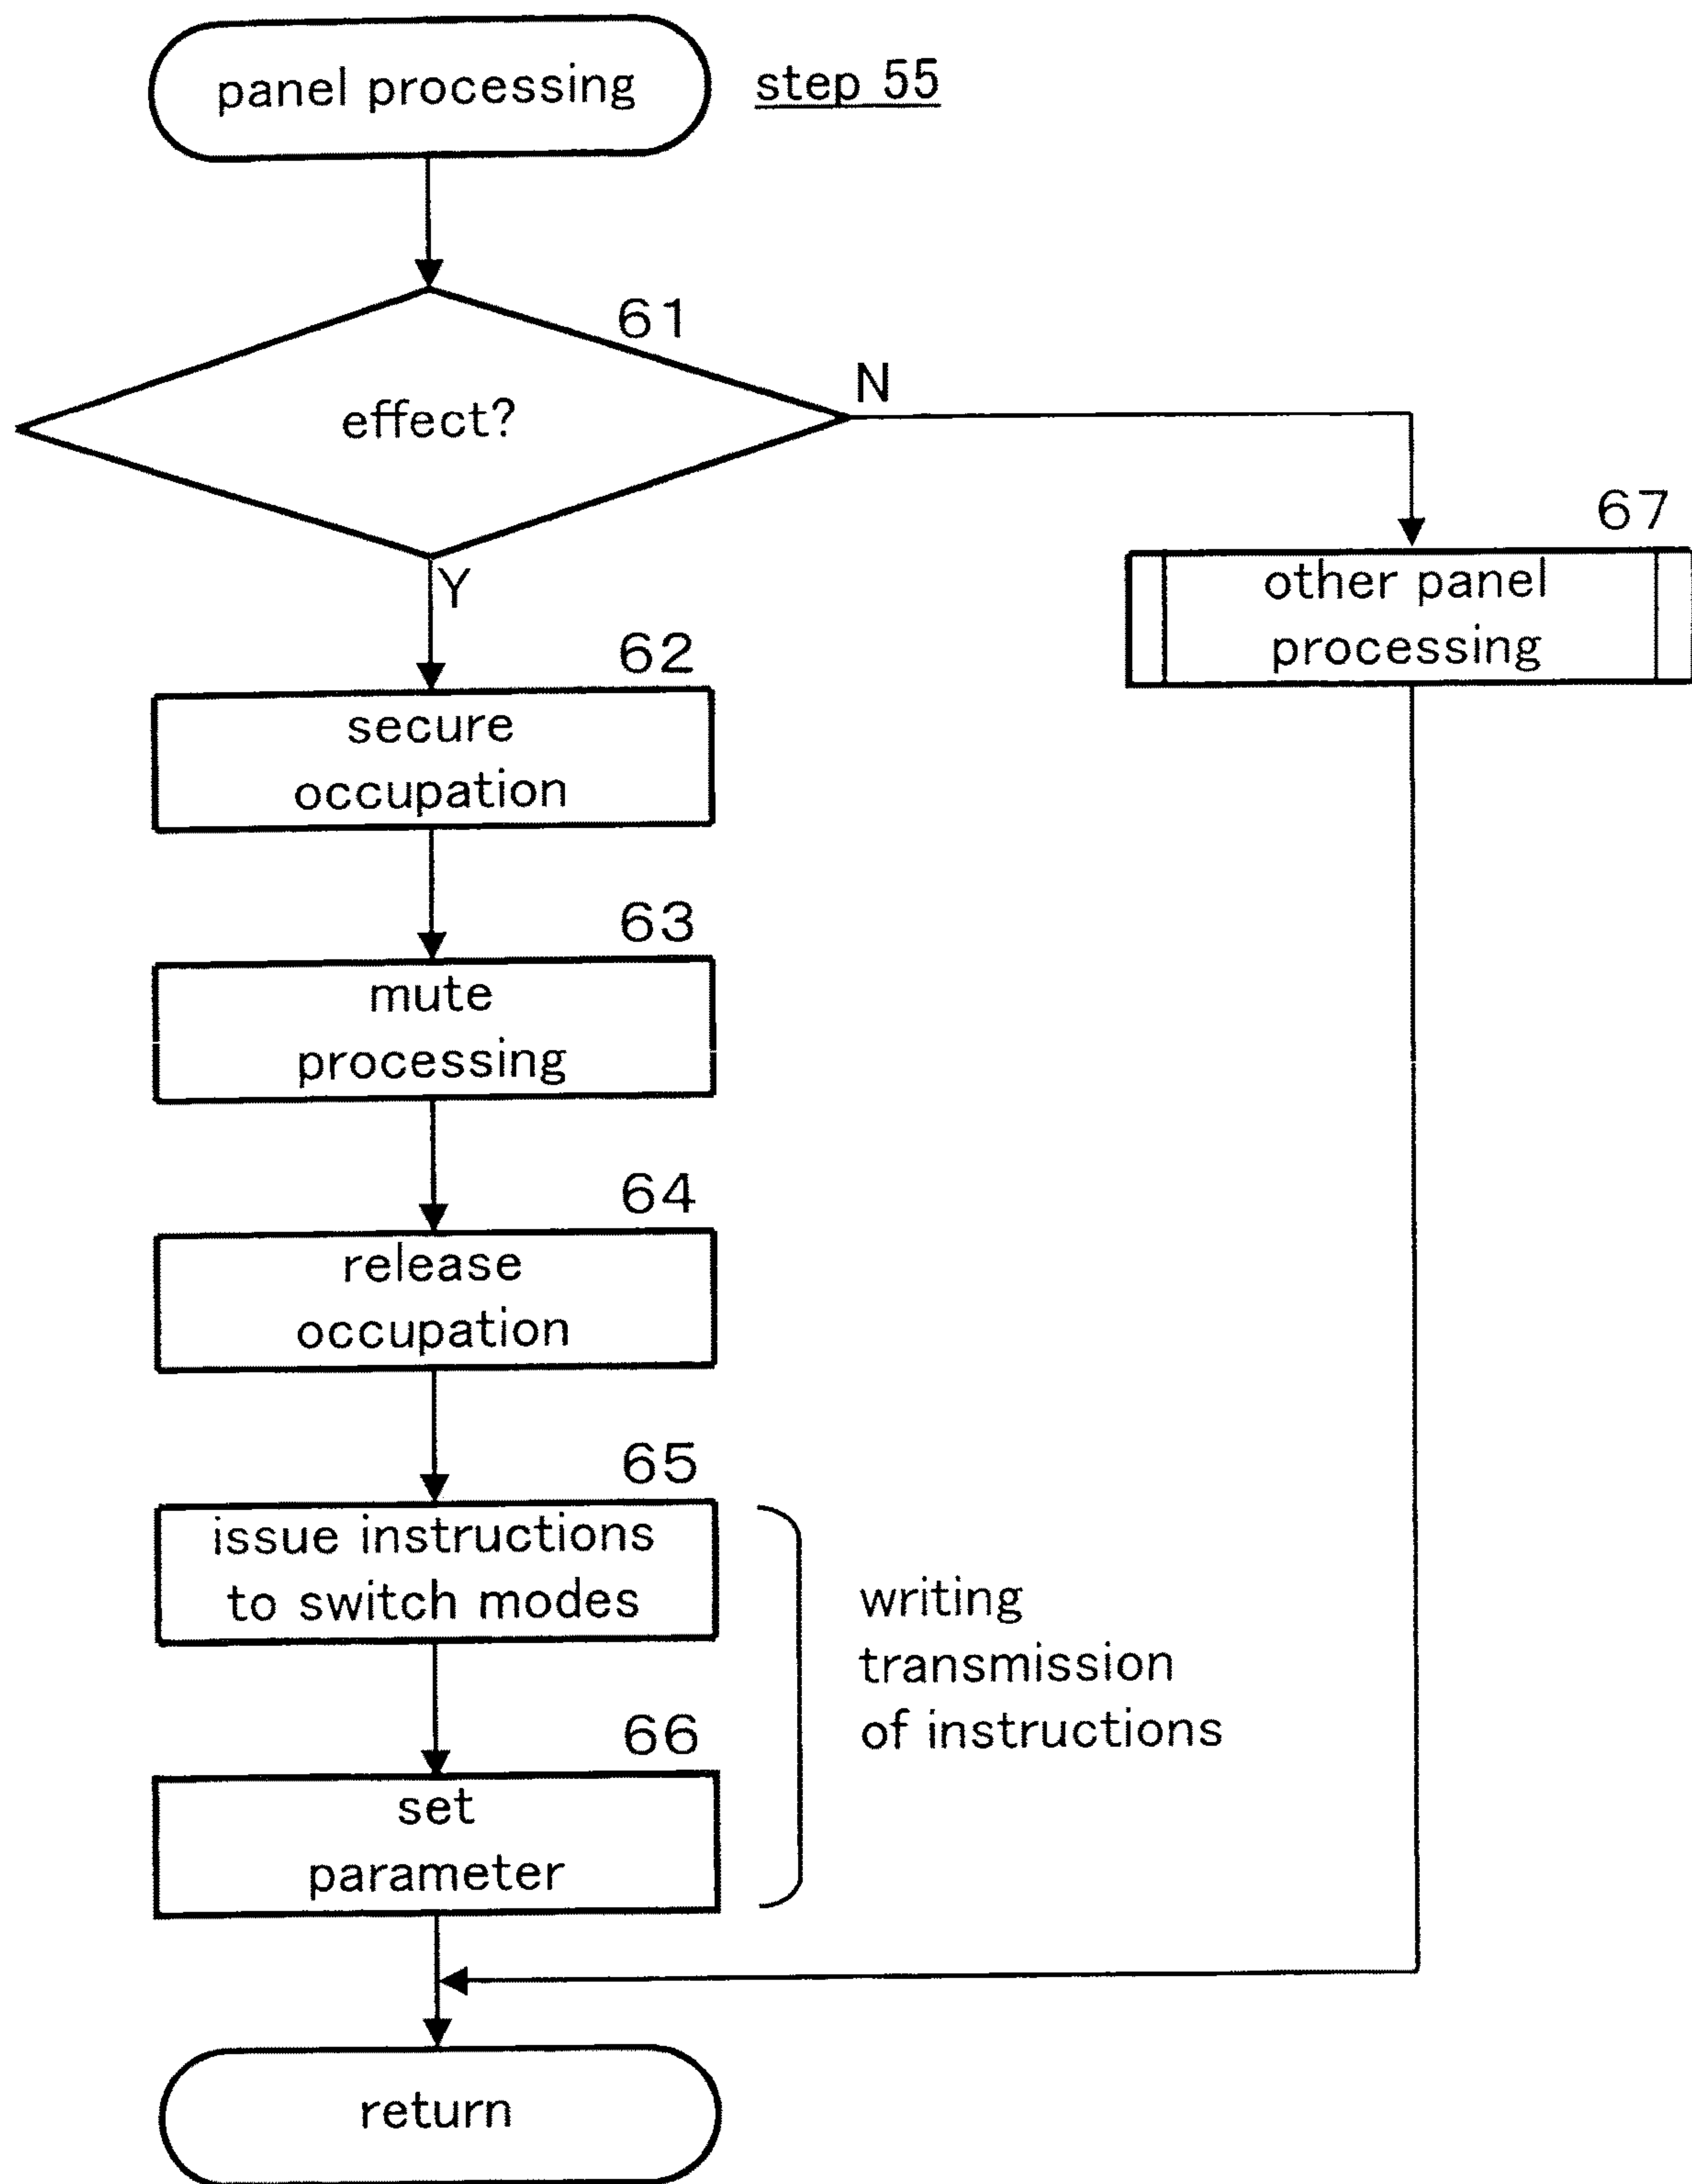 panel processing
step 55
61
effect?
N
Y
67
other panel
processing
62
secure
occupation
63
mute
processing
64
release
occupation
65
issue instructions
to switch modes
writing
transmission
of instructions
66
set
parameter
return